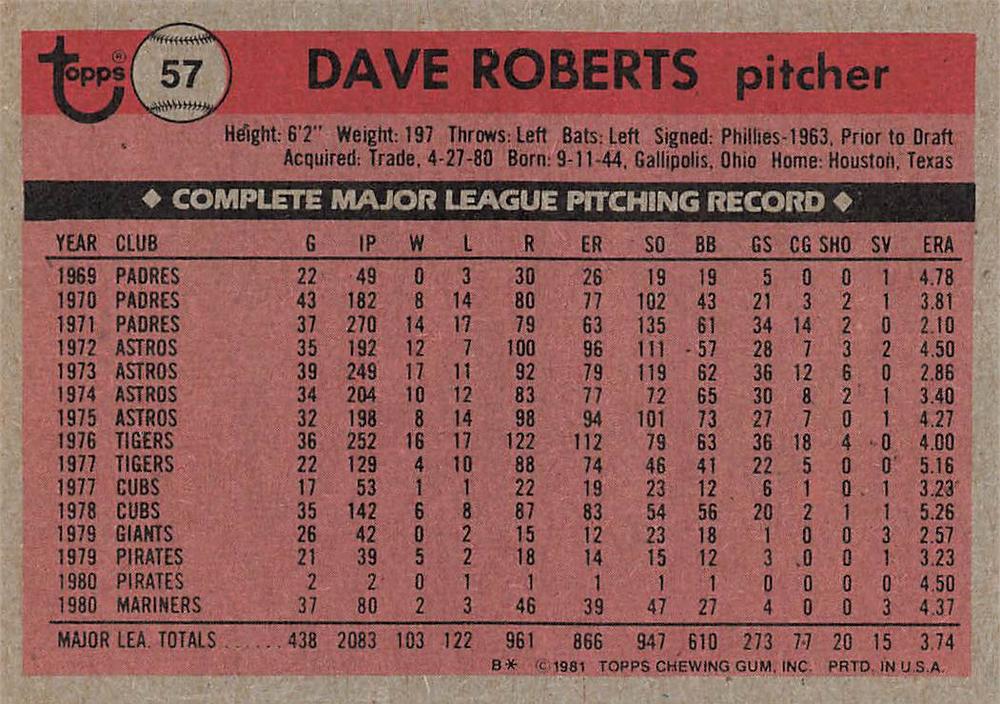 Topps® 57 DAVE ROBERTS pitcher
Height: 6'2" Weight: 197 Throws: Left Bats: Left Signed: Phillies-1963, Prior to Draft
Acquired: Trade, 4-27-80 Born: 9-11-44, Gallipolis, Ohio Home: Houston, Texas
◆ COMPLETE MAJOR LEAGUE PITCHING RECORD ◆
YEAR CLUB G IP W L R ER SO BB GS CG SHO SV ERA
1969 PADRES 22 49 0 3 30 26 19 19 5 0 0 1 4.78
1970 PADRES 43 182 8 14 80 77 102 43 21 3 2 1 3.81
1971 PADRES 37 270 14 17 79 63 135 61 34 14 2 0 2.10
1972 ASTROS 35 192 12 7 100 96 111 57 28 7 3 2 4.50
1973 ASTROS 39 249 17 11 92 79 119 62 36 12 6 0 2.86
1974 ASTROS 34 204 10 12 83 77 72 65 30 8 2 1 3.40
1975 ASTROS 32 198 8 14 98 94 101 73 27 7 0 1 4.27
1976 TIGERS 36 252 16 17 122 112 79 63 36 18 4 0 4.00
1977 TIGERS 22 129 4 10 88 74 46 41 22 5 0 0 5.16
1977 CUBS 17 53 1 1 22 19 23 12 6 1 0 1 3.23
1978 CUBS 35 142 6 8 87 83 54 56 20 2 1 1 5.26
1979 GIANTS 26 42 0 2 15 12 23 18 1 0 0 3 2.57
1979 PIRATES 21 39 5 2 18 14 15 12 3 0 0 1 3.23
1980 PIRATES 2 2 0 1 1 1 1 1 0 0 0 0 4.50
1980 MARINERS 37 80 2 3 46 39 47 27 4 0 0 3 4.37
MAJOR LEA. TOTALS ...... 438 2083 103 122 961 866 947 610 273 77 20 15 3.74
B* ©1981 TOPPS CHEWING GUM, INC. PRTD. IN U.S.A.